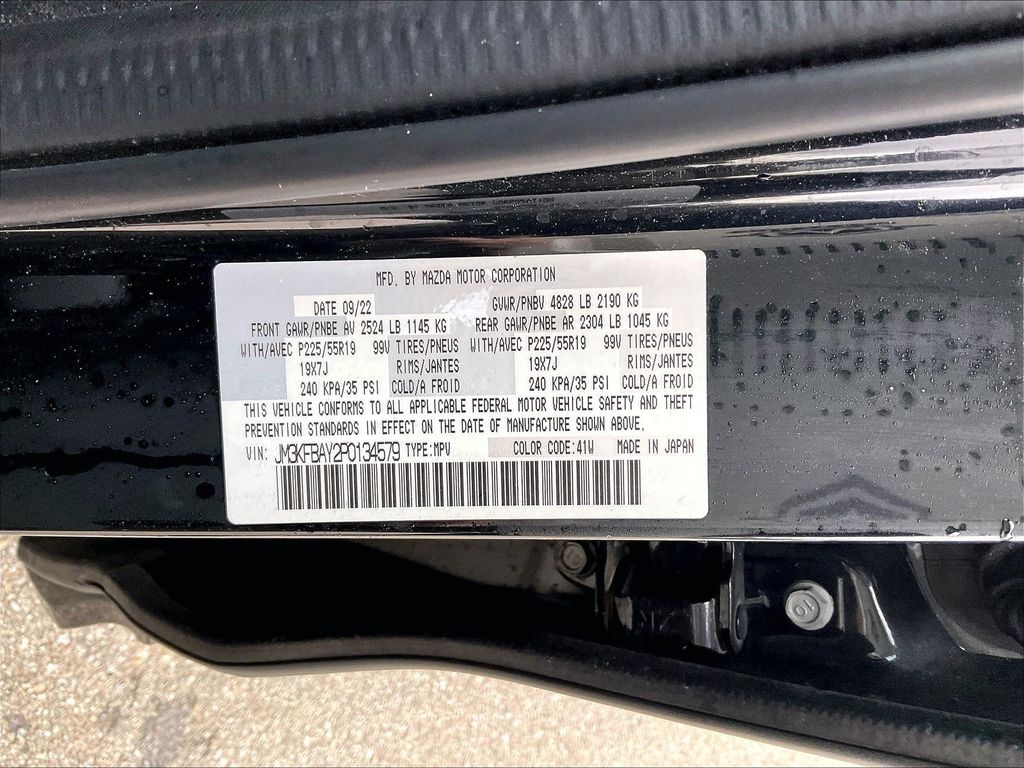 MFD. BY MAZDA MOTOR CORPORATION
DATE 09/22 GVWR/PNBV 4828 LB 2190 KG
FRONT GAWR/PNBE AV 2524 LB 1145 KG REAR GAWR/PNBE AR 2304 LB 1045 KG
WITH/AVEC P225/55R19 99V TIRES/PNEUS WITH/AVEC P225/55R19 99V TIRES/PNEUS
19X7J RIMS/JANTES 19X7J RIMS/JANTES
240 KPA/35 PSI COLD/A FROID 240 KPA/35 PSI COLD/A FROID
THIS VEHICLE CONFORMS TO ALL APPLICABLE FEDERAL MOTOR VEHICLE SAFETY AND THEFT
PREVENTION STANDARDS IN EFFECT ON THE DATE OF MANUFACTURE SHOWN ABOVE.
VIN: JM3KFBAY2P0134579 TYPE:MPV COLOR CODE:41W MADE IN JAPAN
10